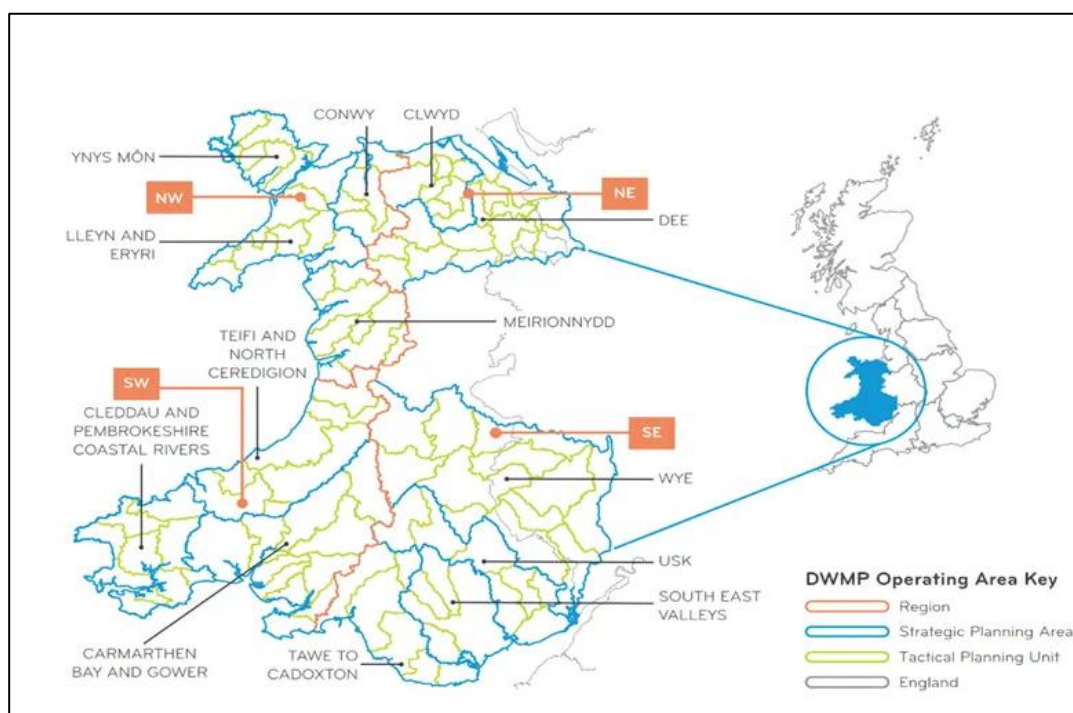 CONWY
CLWYD
YNYS MÔN
NW
NE
LLEYN AND
ERYRI
DEE
MEIRIONNYDD
TEIFI AND
NORTH
CEREDIGION
SW
CLEDDAU AND
PEMBROKESHIRE
COASTAL RIVERS
SE
WYE
USK
SOUTH EAST
VALLEYS
CARMARTHEN
BAY AND GOWER
TAWE TO
CADOXTON
DWMP Operating Area Key
Region
Strategic Planning Area
Tactical Planning Unit
England